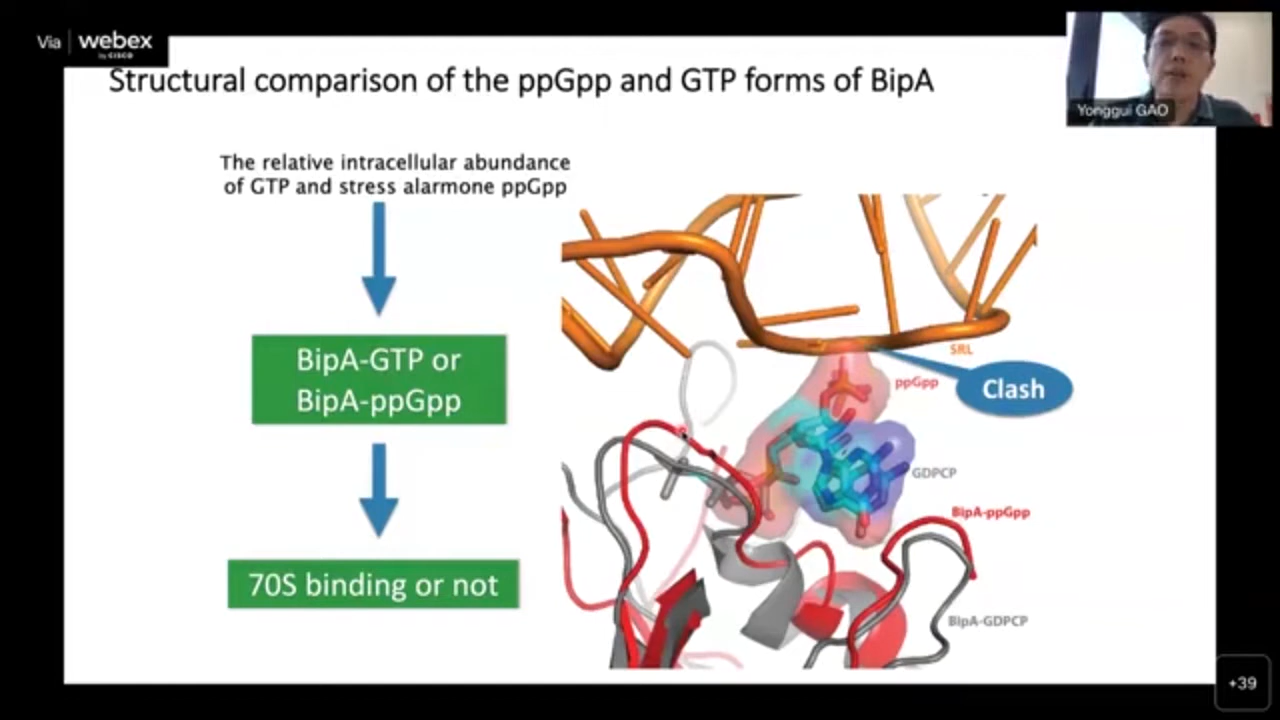 Via webex
by CISCO
Structural comparison of the ppGpp and GTP forms of BipA
Yonggui GAO
The relative intracellular abundance
of GTP and stress alarmone ppGpp
BipA-GTP or
BipA-ppGpp
70S binding or not
SRL
ppGpp
Clash
GDPCP
BipA-ppGpp
BipA-GDPCP
+39